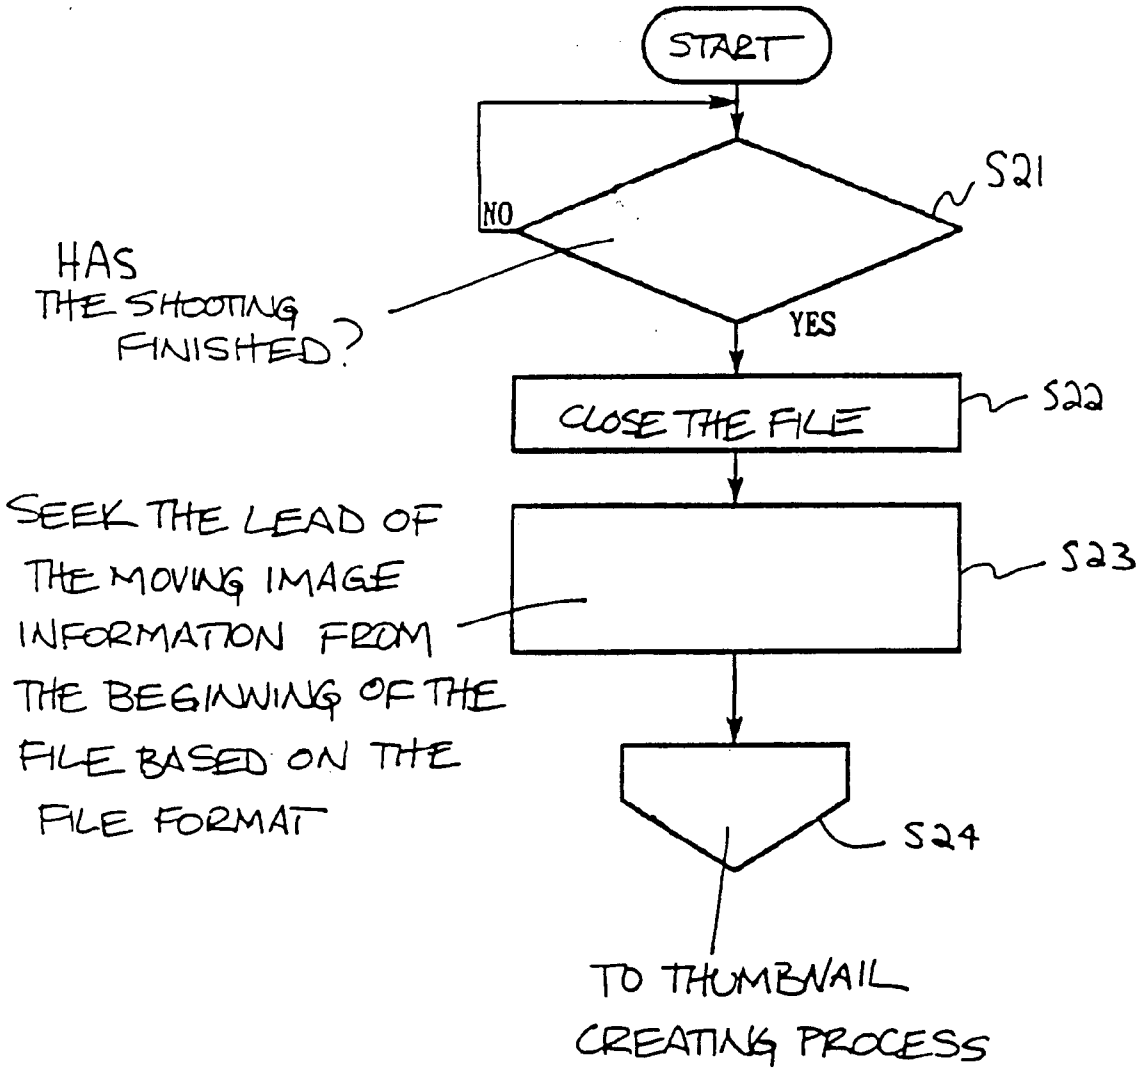 START
S21
NO
HAS
THE SHOOTING
FINISHED?
YES
CLOSE THE FILE
S22
SEEK THE LEAD OF
THE MOVING IMAGE
INFORMATION FROM
THE BEGINNING OF THE
FILE BASED ON THE
FILE FORMAT
S23
S24
TO THUMBNAIL
CREATING PROCESS